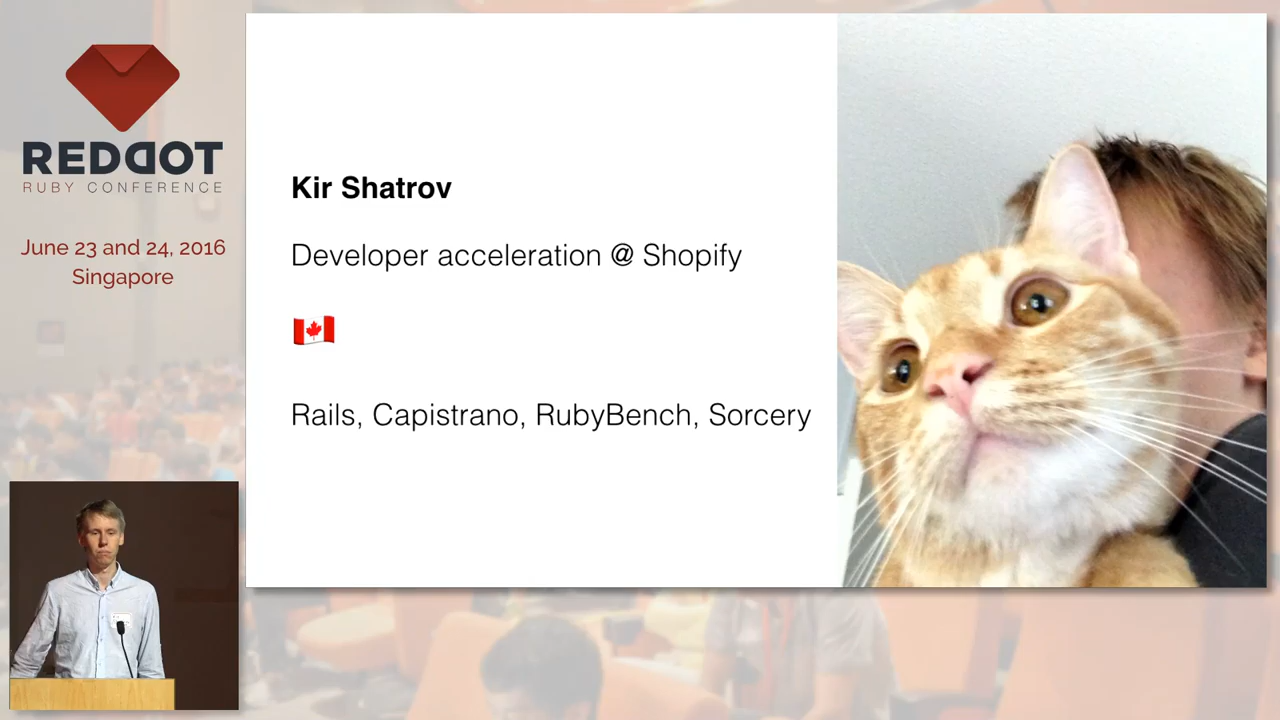 REDDOT
RUBY CONFERENCE
June 23 and 24, 2016
Singapore
Kir Shatrov
Developer acceleration @ Shopify
Rails, Capistrano, RubyBench, Sorcery